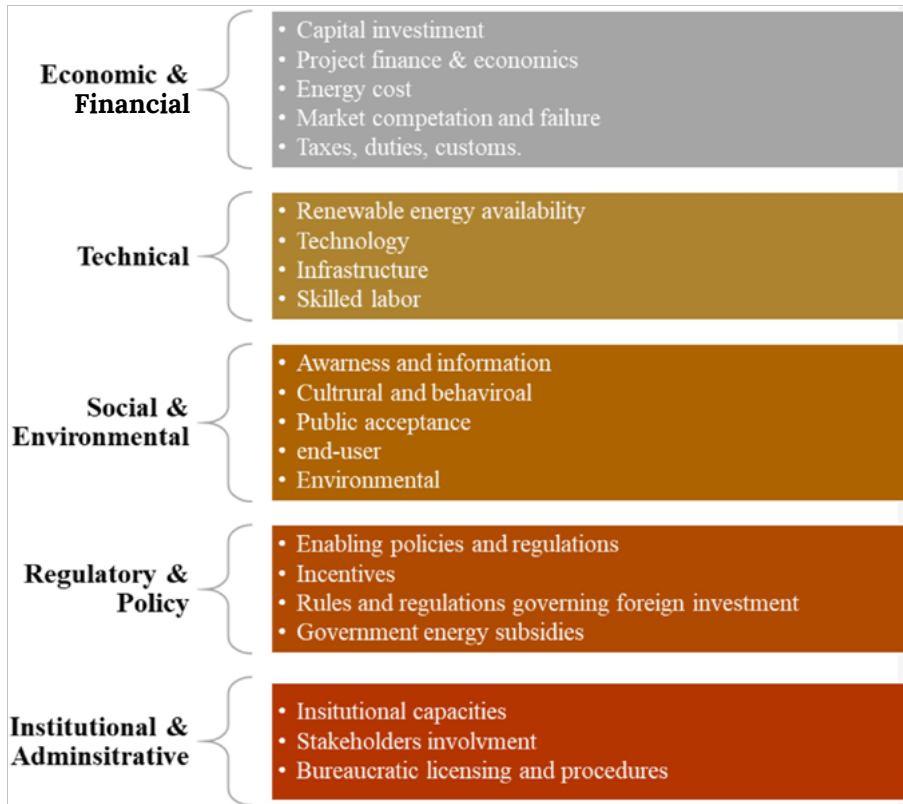 Economic &
Financial
• Capital investiment
• Project finance & economics
• Energy cost
• Market competation and failure
• Taxes, duties, customs.
Technical
• Renewable energy availability
• Technology
• Infrastructure
• Skilled labor
Social &
Environmental
• Awarness and information
• Cultrural and behaviroal
• Public acceptance
• end-user
• Environmental
Regulatory &
Policy
• Enabling policies and regulations
• Incentives
• Rules and regulations governing foreign investment
• Government energy subsidies
Institutional &
Adminsitrative
• Insitutional capacities
• Stakeholders involvment
• Bureaucratic licensing and procedures